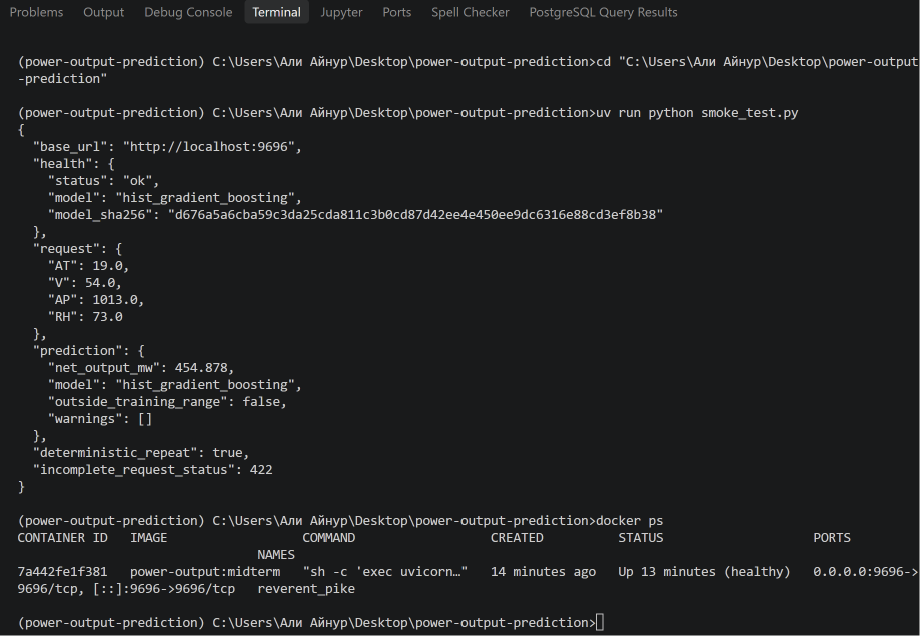 Problems Output Debug Console Terminal Jupyter Ports Spell Checker PostgreSQL Query Results
(power-output-prediction) C:\Users\Али Айнур\Desktop\power-output-prediction>cd "C:\Users\Али Айнур\Desktop\power-output
-prediction"
(power-output-prediction) C:\Users\Али Айнур\Desktop\power-output-prediction>uv run python smoke_test.py
{
  "base_url": "http://localhost:9696",
  "health": {
    "status": "ok",
    "model": "hist_gradient_boosting",
    "model_sha256": "d676a5a6cba59c3da25cda811c3b0cd87d42ee4e450ee9dc6316e88cd3ef8b38"
  },
  "request": {
    "AT": 19.0,
    "V": 54.0,
    "AP": 1013.0,
    "RH": 73.0
  },
  "prediction": {
    "net_output_mw": 454.878,
    "model": "hist_gradient_boosting",
    "outside_training_range": false,
    "warnings": []
  },
  "deterministic_repeat": true,
  "incomplete_request_status": 422
}
(power-output-prediction) C:\Users\Али Айнур\Desktop\power-output-prediction>docker ps
CONTAINER ID   IMAGE                  COMMAND                  CREATED          STATUS                    PORTS
                              NAMES
7a442fe1f381   power-output:midterm   "sh -c 'exec uvicorn…"   14 minutes ago   Up 13 minutes (healthy)   0.0.0.0:9696->
9696/tcp, [::]:9696->9696/tcp   reverent_pike
(power-output-prediction) C:\Users\Али Айнур\Desktop\power-output-prediction>